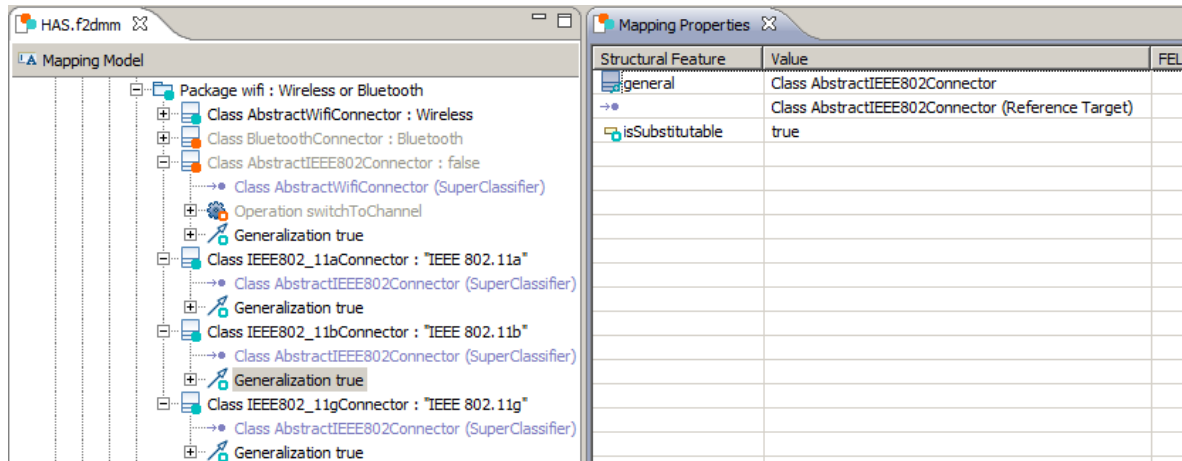 HAS.f2dmm
Mapping Model
Package wifi : Wireless or Bluetooth
Class AbstractWifiConnector : Wireless
Class BluetoothConnector : Bluetooth
Class AbstractIEEE802Connector : false
Class AbstractWifiConnector (SuperClassifier)
Operation switchToChannel
Generalization true
Class IEEE802_11aConnector : "IEEE 802.11a"
Class AbstractIEEE802Connector (SuperClassifier)
Generalization true
Class IEEE802_11bConnector : "IEEE 802.11b"
Class AbstractIEEE802Connector (SuperClassifier)
Generalization true
Class IEEE802_11gConnector : "IEEE 802.11g"
Class AbstractIEEE802Connector (SuperClassifier)
Generalization true
Mapping Properties
Structural Feature Value FEL
general Class AbstractIEEE802Connector
Class AbstractIEEE802Connector (Reference Target)
isSubstitutable true